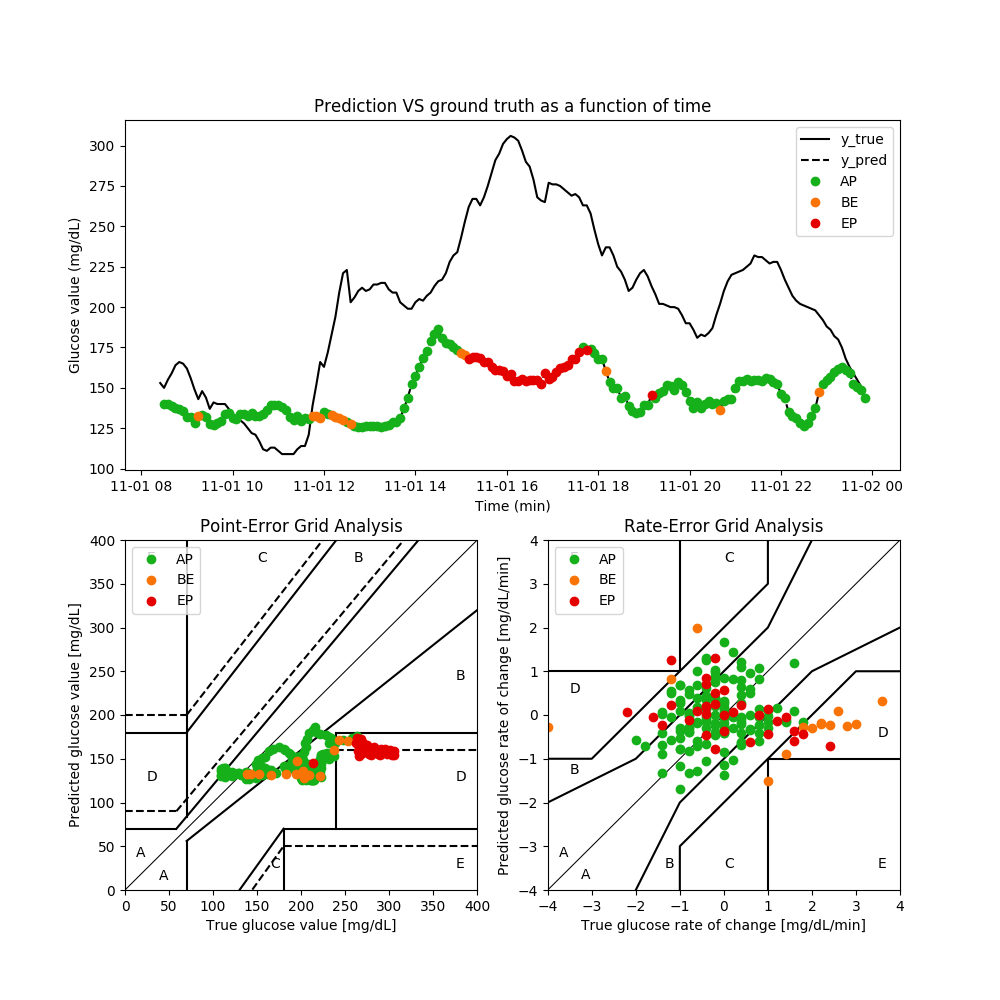 Prediction VS ground truth as a function of time
Glucose value (mg/dL)
300
275
250
225
200
175
150
125
100
y_true
y_pred
AP
BE
EP
11-01 08 11-01 10 11-01 12 11-01 14 11-01 16 11-01 18 11-01 20 11-01 22 11-02 00
Time (min)
Point-Error Grid Analysis
Predicted glucose value [mg/dL]
400
350
300
250
200
150
100
50
0
AP
BE
EP
C B
B
D D
A
A C E
0 50 100 150 200 250 300 350 400
True glucose value [mg/dL]
Rate-Error Grid Analysis
Predicted glucose rate of change [mg/dL/min]
4
3
2
1
0
−1
−2
−3
−4
AP
BE
EP
C
D
D
B
A
A B C E
−4 −3 −2 −1 0 1 2 3 4
True glucose rate of change [mg/dL/min]